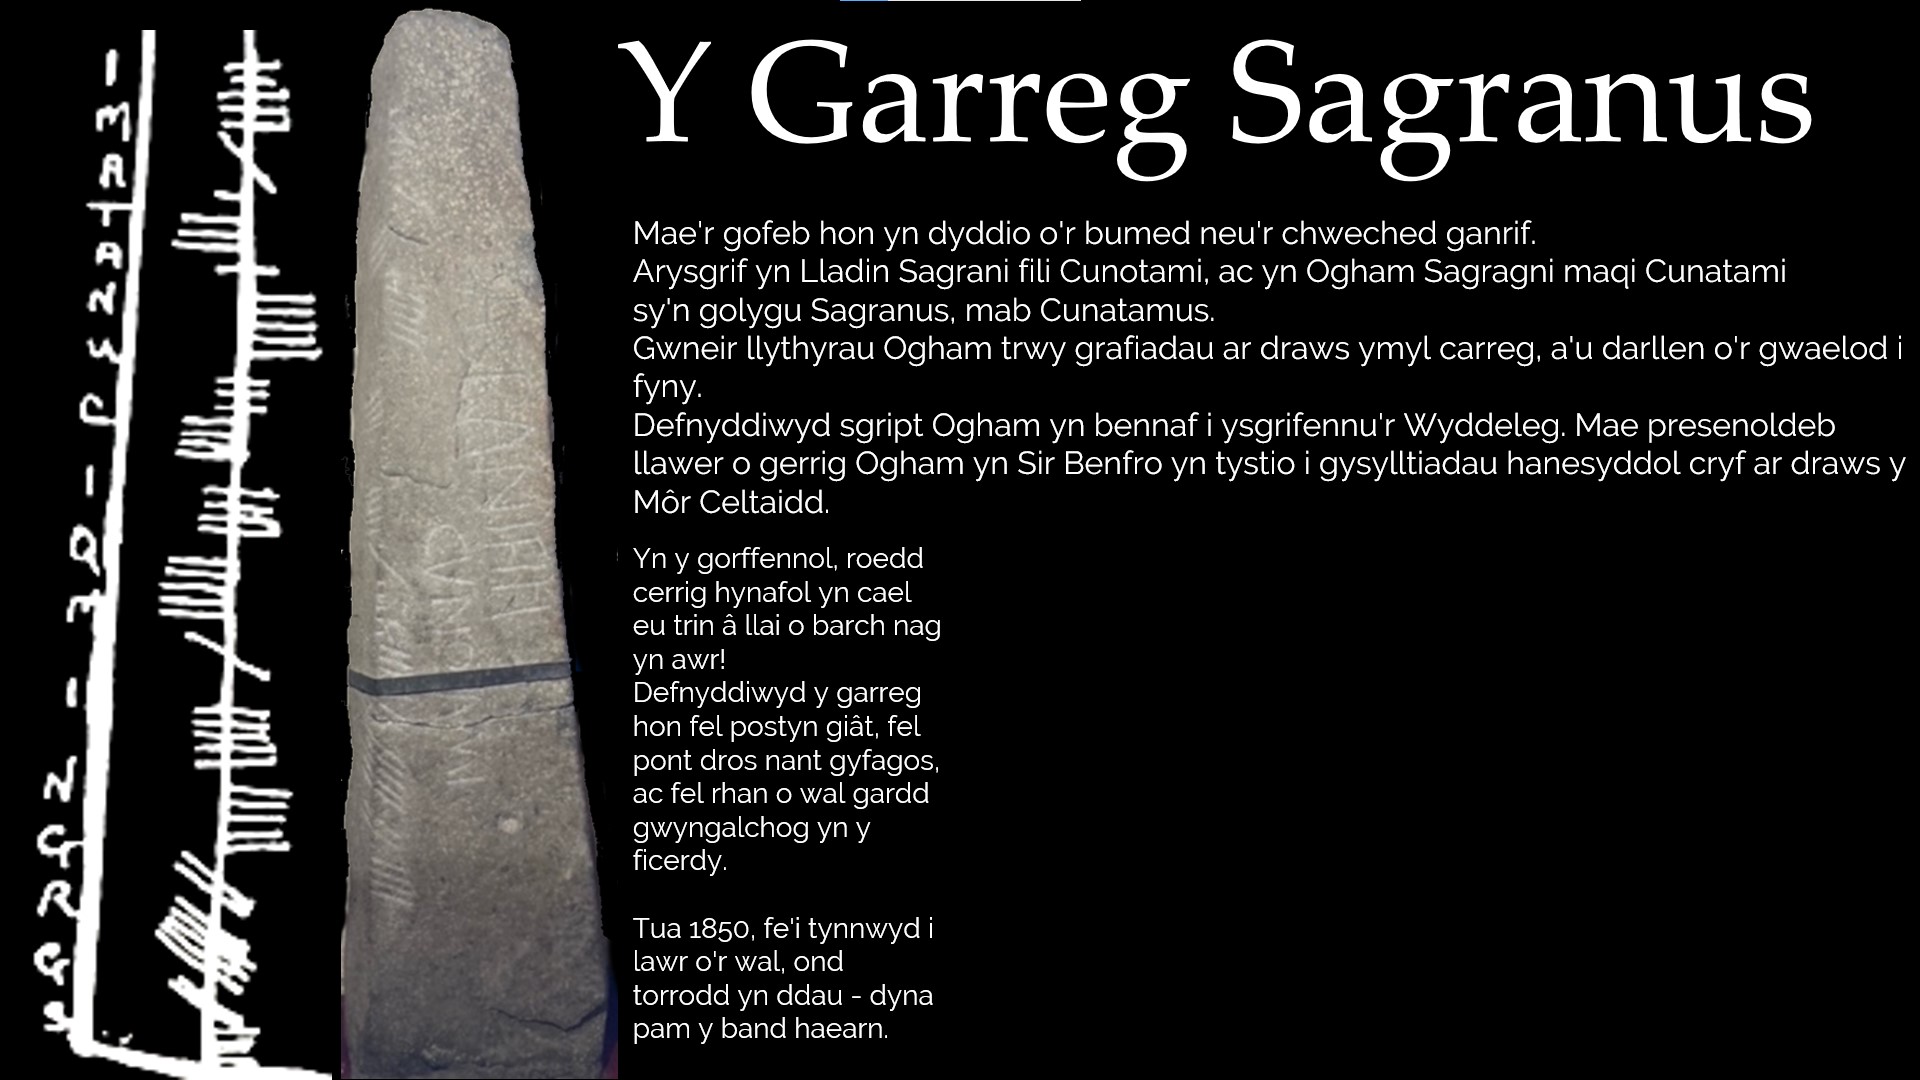 Y Garreg Sagranus
Mae'r gofeb hon yn dyddio o'r bumed neu'r chweched ganrif.
Arysgrif yn Lladin Sagrani fili Cunotami, ac yn Ogham Sagragni maqi Cunatami
sy'n golygu Sagranus, mab Cunatamus.
Gwneir llythyrau Ogham trwy grafiadau ar draws ymyl carreg, a'u darllen o'r gwaelod i
fyny.
Defnyddiwyd sgript Ogham yn bennaf i ysgrifennu'r Wyddeleg. Mae presenoldeb
llawer o gerrig Ogham yn Sir Benfro yn tystio i gysylltiadau hanesyddol cryf ar draws y
Môr Celtaidd.
Yn y gorffennol, roedd
cerrig hynafol yn cael
eu trin â llai o barch nag
yn awr!
Defnyddiwyd y garreg
hon fel postyn giât, fel
pont dros nant gyfagos,
ac fel rhan o wal gardd
gwyngalchog yn y
ficerdy.
Tua 1850, fe'i tynnwyd i
lawr o'r wal, ond
torrodd yn ddau - dyna
pam y band haearn.